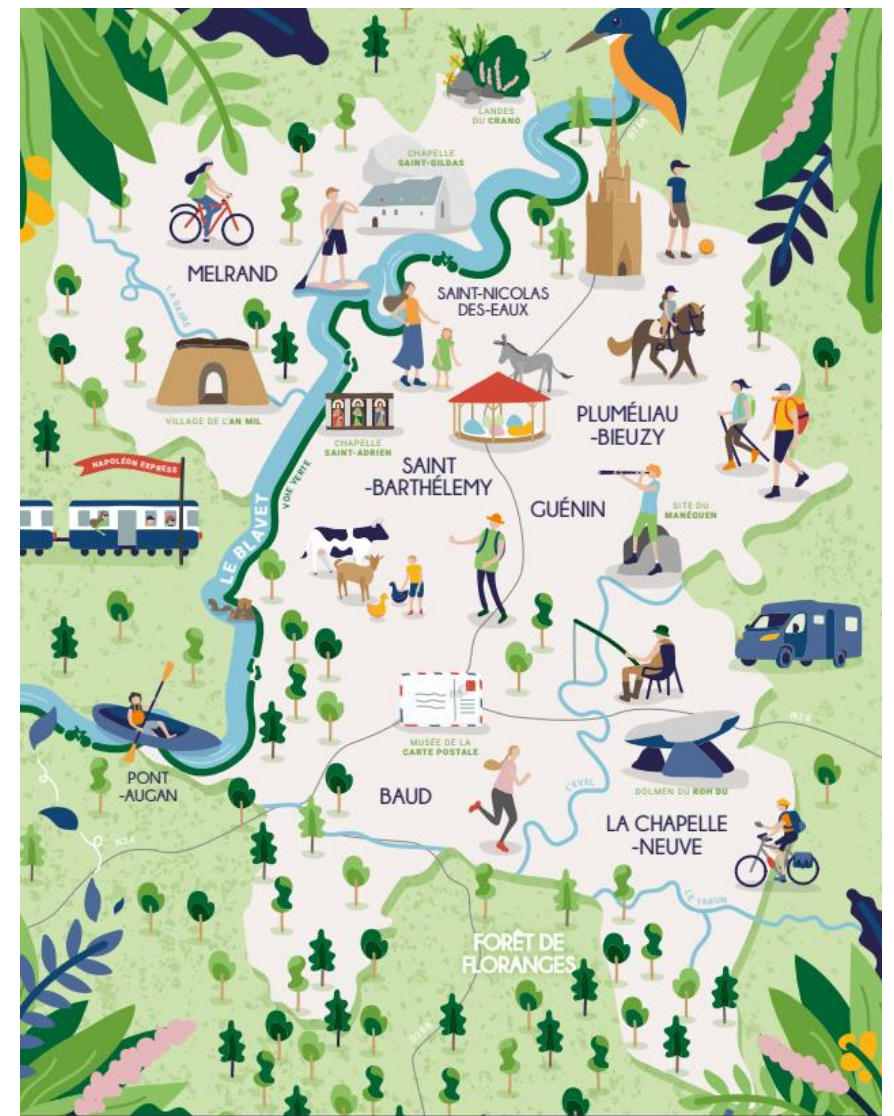 LANDES
DU CRANO
D768
CHAPELLE
SAINT-GILDAS
MELRAND
SAINT-NICOLAS
DES-EAUX
LA SARRE
VILLAGE DE L'AN MIL
CHAPELLE
SAINT-ADRIEN
PLUMÉLIAU
-BIEUZY
NAPOLÉON EXPRESS
VOIE VERTE
LE BLAVET
SAINT
-BARTHÉLEMY
GUÉNIN
SITE DU
MANÉGUEN
MUSÉE DE LA
CARTE POSTALE
N24
PONT
-AUGAN
BAUD
L'EVEL
DOLMEN DU ROH DU
LA CHAPELLE
-NEUVE
N24
LE TARUN
FORÊT DE
FLORANGES
D768